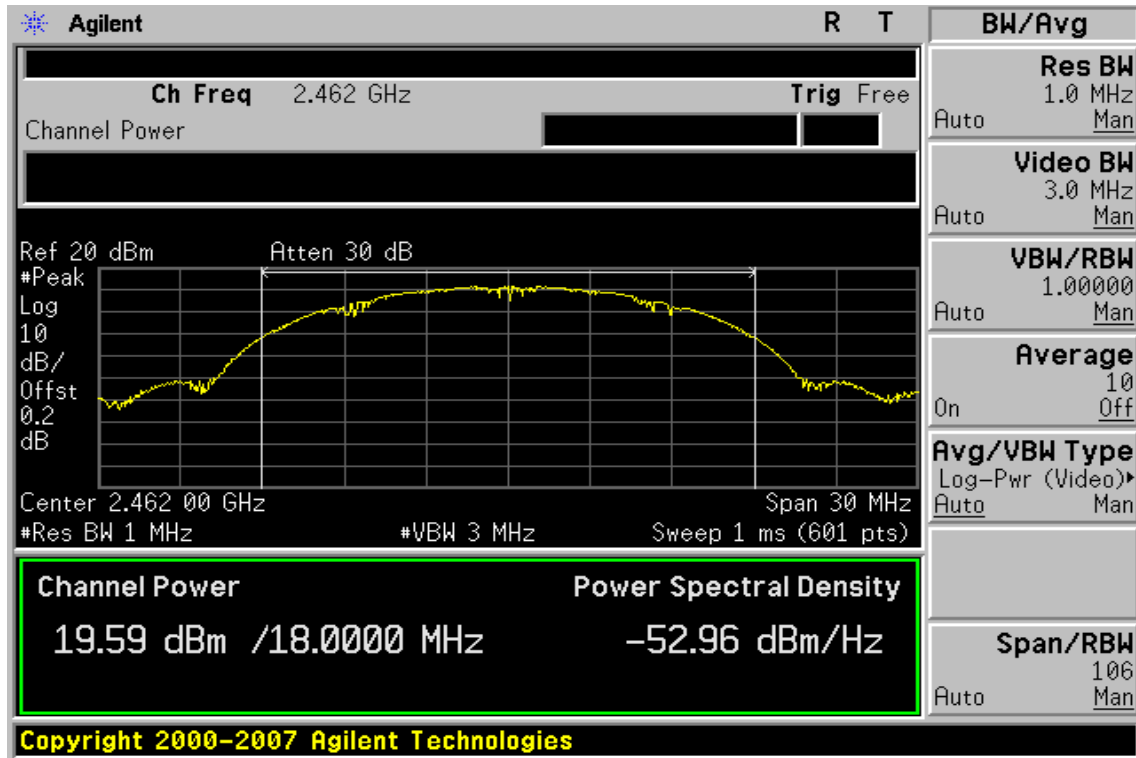 Agilent R T
Ch Freq 2.462 GHz Trig Free
Channel Power
Ref 20 dBm Atten 30 dB
#Peak
Log
10
dB/
Offst
0.2
dB
Center 2.462 00 GHz Span 30 MHz
#Res BW 1 MHz #VBW 3 MHz Sweep 1 ms (601 pts)
Channel Power Power Spectral Density
19.59 dBm /18.0000 MHz -52.96 dBm/Hz
Copyright 2000-2007 Agilent Technologies
BW/Avg
Res BW
1.0 MHz
Auto Man
Video BW
3.0 MHz
Auto Man
VBW/RBW
1.00000
Auto Man
Average
10
On Off
Avg/VBW Type
Log-Pwr (Video)▸
Auto Man
Span/RBW
106
Auto Man